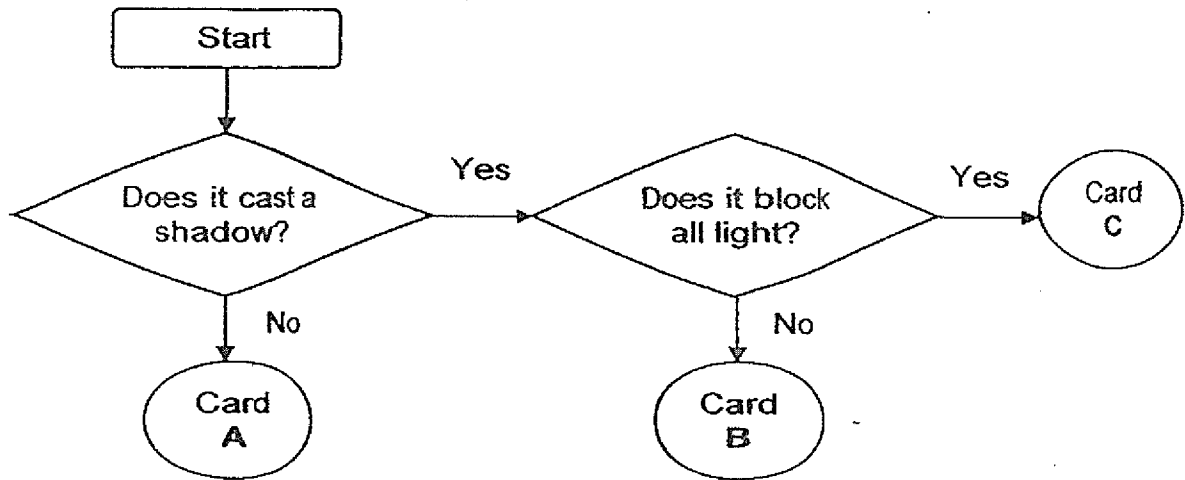 Start
Does it cast a
shadow?
Yes
Does it block
all light?
Yes
Card
C
No
No
Card
A
Card
B